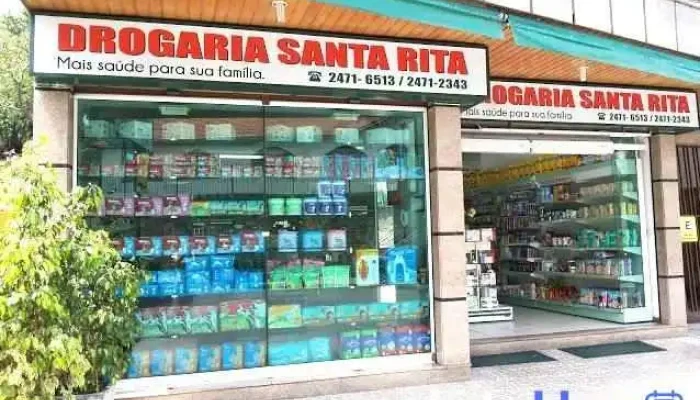 DROGARIA SANTA RITA
Mais saúde para sua família.
☎ 2471-6513 / 2471-2343
DROGARIA SANTA RITA
Mais saúde para sua família
☎ 2471-6513 / 2471-2343
E